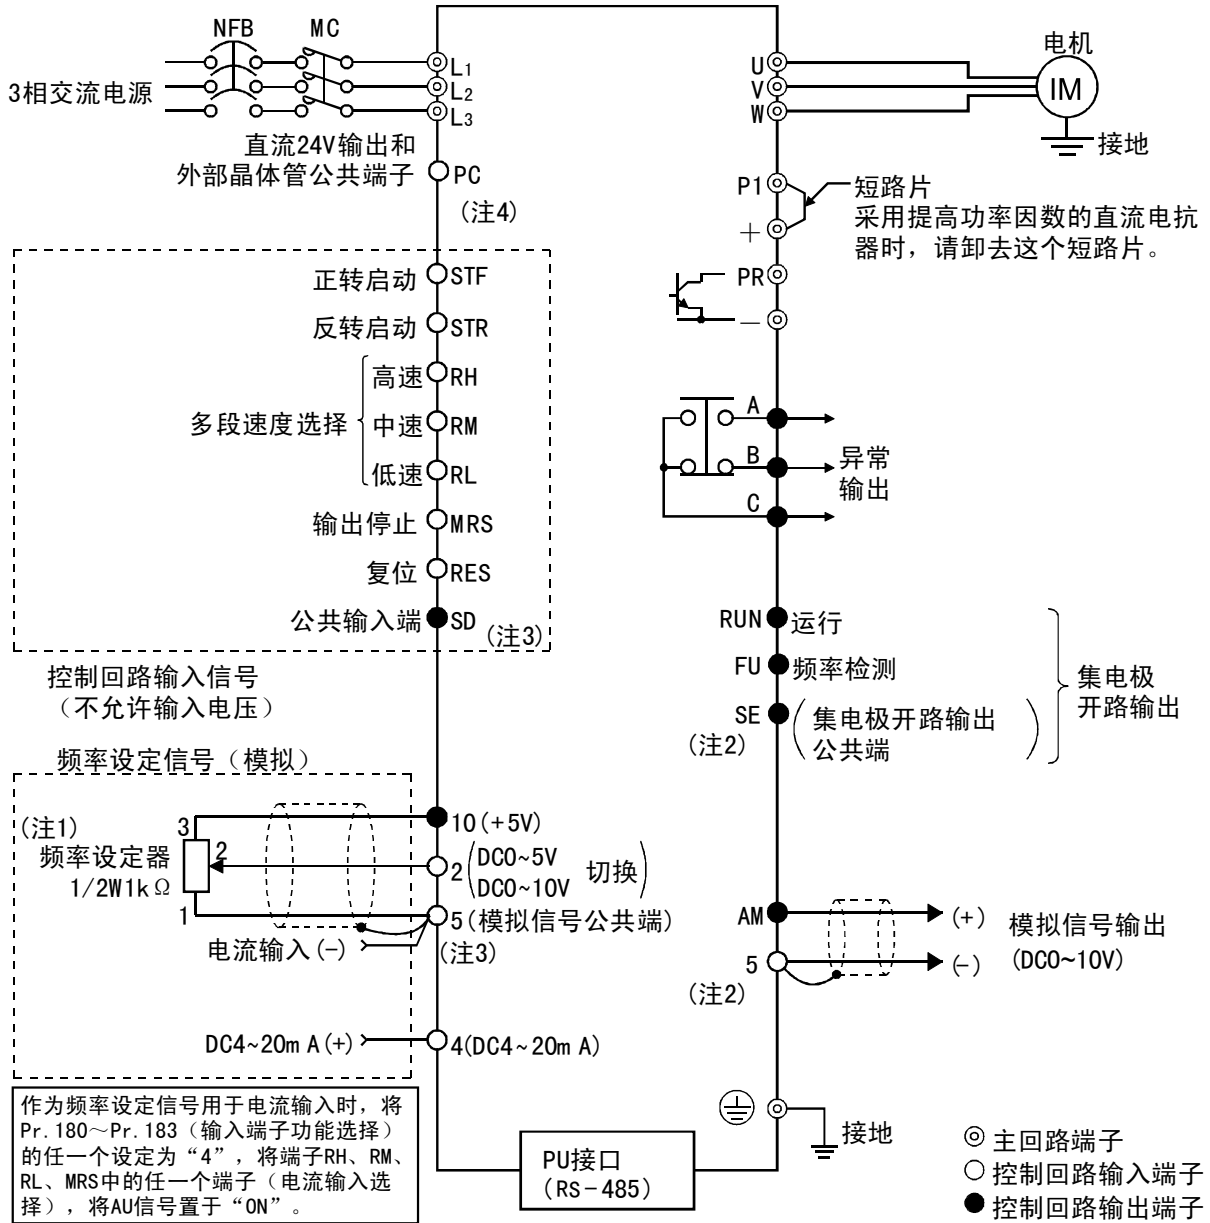 NFB
MC
3相交流电源
L1
L2
L3
直流24V输出和
外部晶体管公共端子
PC
(注4)
正转启动
STF
反转启动
STR
多段速度选择
高速
RH
中速
RM
低速
RL
输出停止
MRS
复位
RES
公共输入端
SD
(注3)
控制回路输入信号
（不允许输入电压）
频率设定信号（模拟）
(注1)
频率设定器
1/2W1kΩ
3
2
1
10(+5V)
2
DC0~5V
DC0~10V
切换
5(模拟信号公共端)
(注3)
电流输入(-)
DC4~20mA(+)
4(DC4~20mA)
作为频率设定信号用于电流输入时，将
Pr.180～Pr.183（输入端子功能选择）
的任一个设定为“4”，将端子RH、RM、
RL、MRS中的任一个端子（电流输入选
择），将AU信号置于“ON”。
PU接口
(RS-485)
U
V
W
电机
IM
接地
P1
+
短路片
采用提高功率因数的直流电抗
器时，请卸去这个短路片。
PR
－
A
B
C
异常
输出
RUN
运行
FU
频率检测
SE
(注2)
集电极开路输出
公共端
集电极
开路输出
AM
(+)
模拟信号输出
5
(-)
(DC0~10V)
(注2)
接地
主回路端子
控制回路输入端子
控制回路输出端子